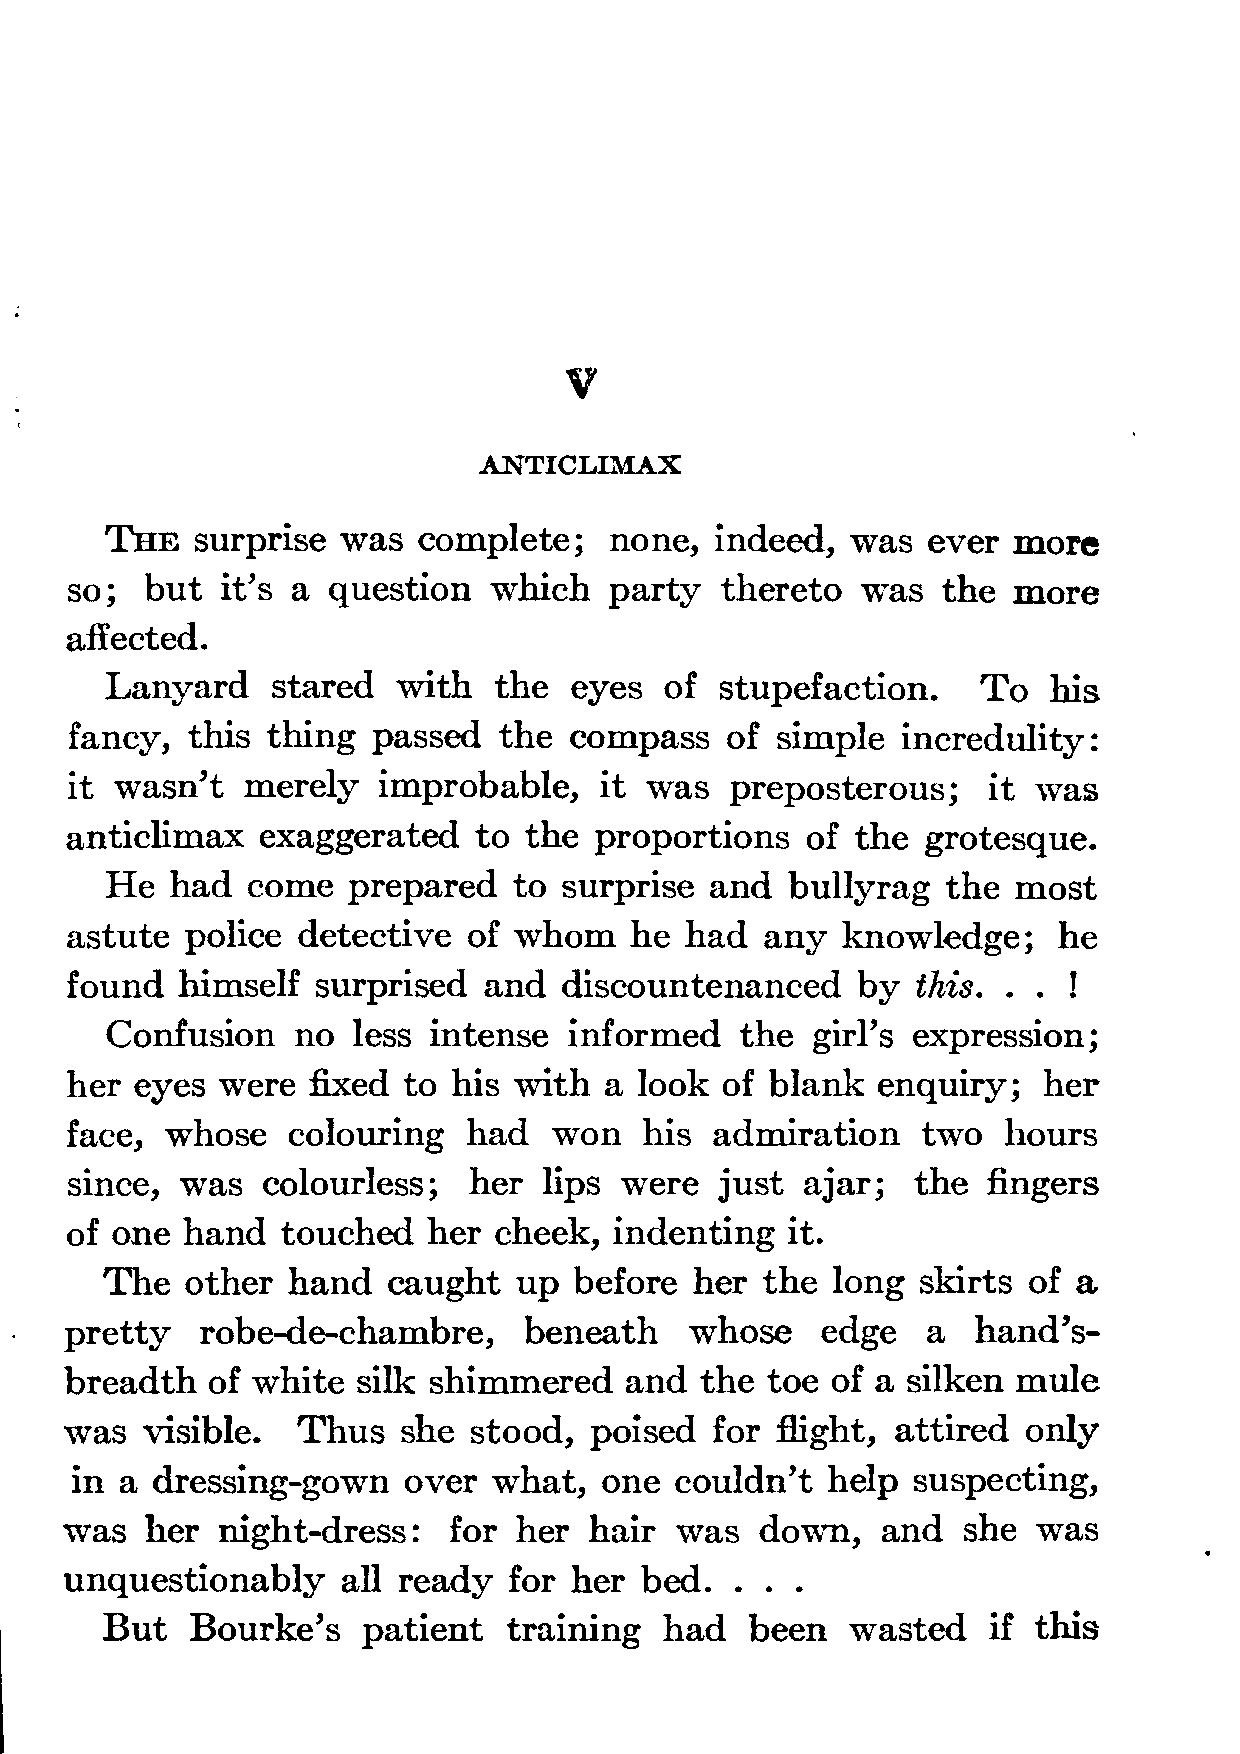 V
ANTICLIMAX
THE surprise was complete; none, indeed, was ever more
so; but it's a question which party thereto was the more
affected.
Lanyard stared with the eyes of stupefaction. To his
fancy, this thing passed the compass of simple incredulity:
it wasn't merely improbable, it was preposterous; it was
anticlimax exaggerated to the proportions of the grotesque.
He had come prepared to surprise and bullyrag the most
astute police detective of whom he had any knowledge; he
found himself surprised and discountenanced by this. . . !
Confusion no less intense informed the girl's expression;
her eyes were fixed to his with a look of blank enquiry; her
face, whose colouring had won his admiration two hours
since, was colourless; her lips were just ajar; the fingers
of one hand touched her cheek, indenting it.
The other hand caught up before her the long skirts of a
pretty robe-de-chambre, beneath whose edge a hand's-
breadth of white silk shimmered and the toe of a silken mule
was visible. Thus she stood, poised for flight, attired only
in a dressing-gown over what, one couldn't help suspecting,
was her night-dress: for her hair was down, and she was
unquestionably all ready for her bed. . . .
But Bourke's patient training had been wasted if this